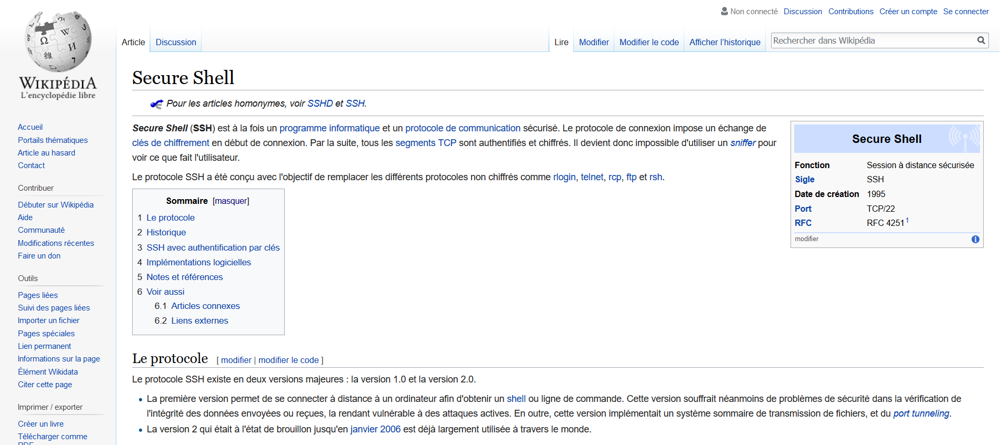 Non connecté Discussion Contributions Créer un compte Se connecter
Article Discussion Lire Modifier Modifier le code Afficher l'historique Rechercher dans Wikipédia
WIKIPÉDIA
L'encyclopédie libre
Accueil
Portails thématiques
Article au hasard
Contact
Contribuer
Débuter sur Wikipédia
Aide
Communauté
Modifications récentes
Faire un don
Outils
Pages liées
Suivi des pages liées
Importer un fichier
Pages spéciales
Lien permanent
Informations sur la page
Élément Wikidata
Citer cette page
Imprimer / exporter
Créer un livre
Télécharger comme
PDF
Secure Shell
Pour les articles homonymes, voir SSHD et SSH.
Secure Shell (SSH) est à la fois un programme informatique et un protocole de communication sécurisé. Le protocole de connexion impose un échange de
clés de chiffrement en début de connexion. Par la suite, tous les segments TCP sont authentifiés et chiffrés. Il devient donc impossible d'utiliser un sniffer pour
voir ce que fait l'utilisateur.
Le protocole SSH a été conçu avec l'objectif de remplacer les différents protocoles non chiffrés comme rlogin, telnet, rcp, ftp et rsh.
Secure Shell
Fonction Session à distance sécurisée
Sigle SSH
Date de création 1995
Port TCP/22
RFC RFC 4251 1
modifier
Sommaire [masquer]
1 Le protocole
2 Historique
3 SSH avec authentification par clés
4 Implémentations logicielles
5 Notes et références
6 Voir aussi
6.1 Articles connexes
6.2 Liens externes
Le protocole [ modifier | modifier le code ]
Le protocole SSH existe en deux versions majeures : la version 1.0 et la version 2.0.
• La première version permet de se connecter à distance à un ordinateur afin d'obtenir un shell ou ligne de commande. Cette version souffrait néanmoins de problèmes de sécurité dans la vérification de
l'intégrité des données envoyées ou reçues, la rendant vulnérable à des attaques actives. En outre, cette version implémentait un système sommaire de transmission de fichiers, et du port tunneling.
• La version 2 qui était à l'état de brouillon jusqu'en janvier 2006 est déjà largement utilisée à travers le monde.